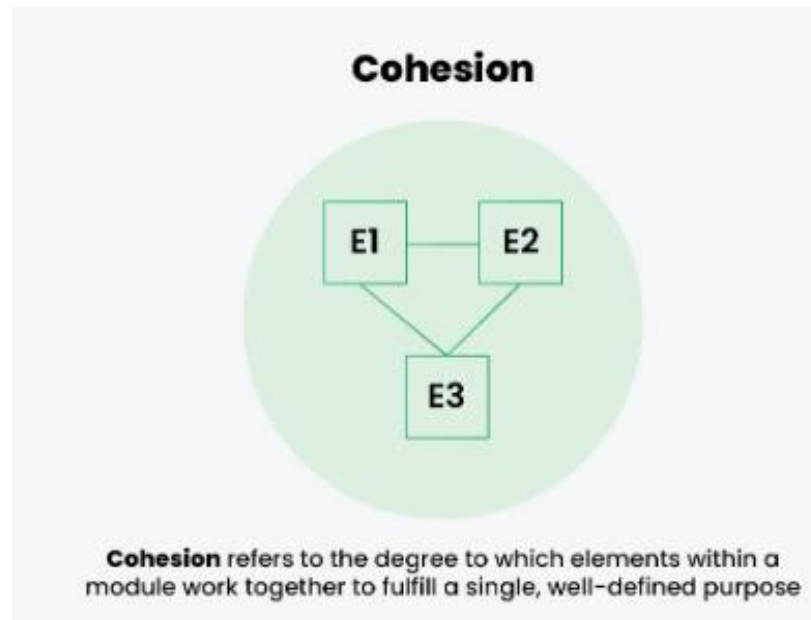 Cohesion
E1
E2
E3
Cohesion refers to the degree to which elements within a
module work together to fulfill a single, well-defined purpose